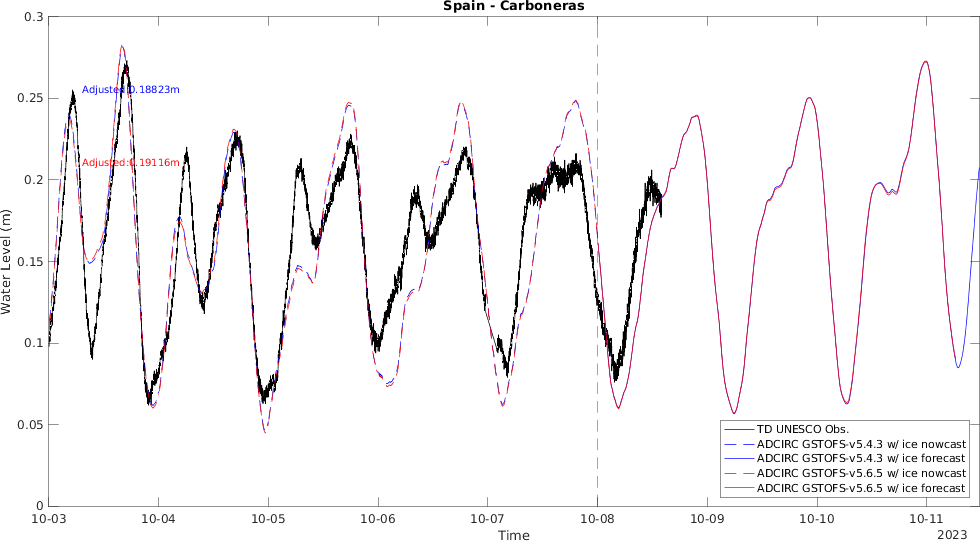 Spain - Carboneras
0.3
0.25
0.2
0.15
0.1
0.05
0
Water Level (m)
Adjusted:0.18823m
Adjusted:0.19116m
TD UNESCO Obs.
ADCIRC GSTOFS-v5.4.3 w/ ice nowcast
ADCIRC GSTOFS-v5.4.3 w/ ice forecast
ADCIRC GSTOFS-v5.6.5 w/ ice nowcast
ADCIRC GSTOFS-v5.6.5 w/ ice forecast
10-03 10-04 10-05 10-06 10-07 10-08 10-09 10-10 10-11
Time
2023